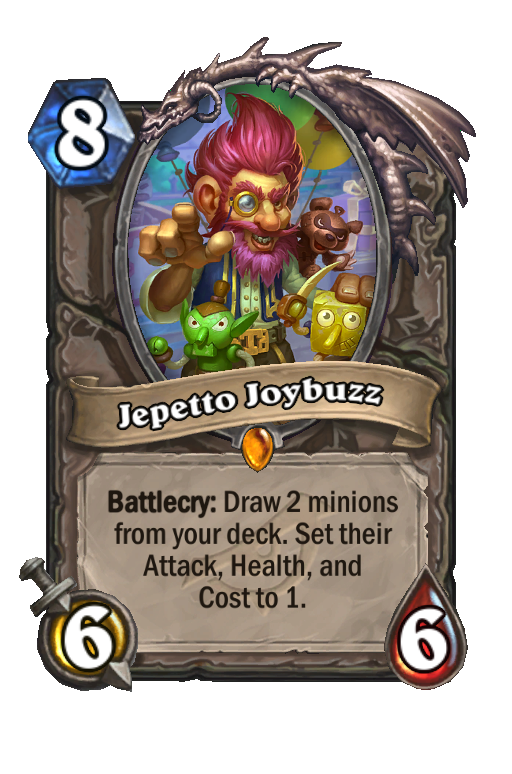 8
Jepetto Joybuzz
Battlecry: Draw 2 minions
from your deck. Set their
Attack, Health, and
Cost to 1.
6
6